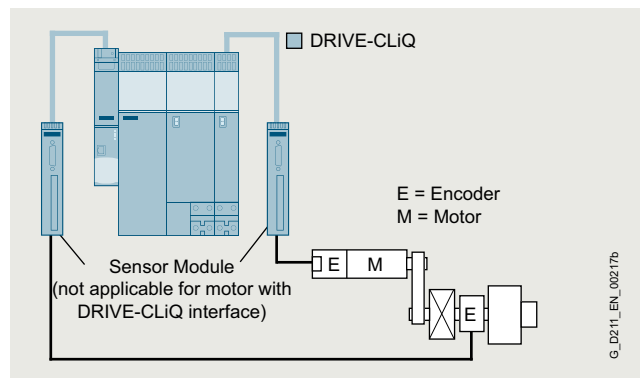 DRIVE-CLiQ
E = Encoder
M = Motor
Sensor Module
(not applicable for motor with
DRIVE-CLiQ interface)
E M
E
G_D211_EN_00217b